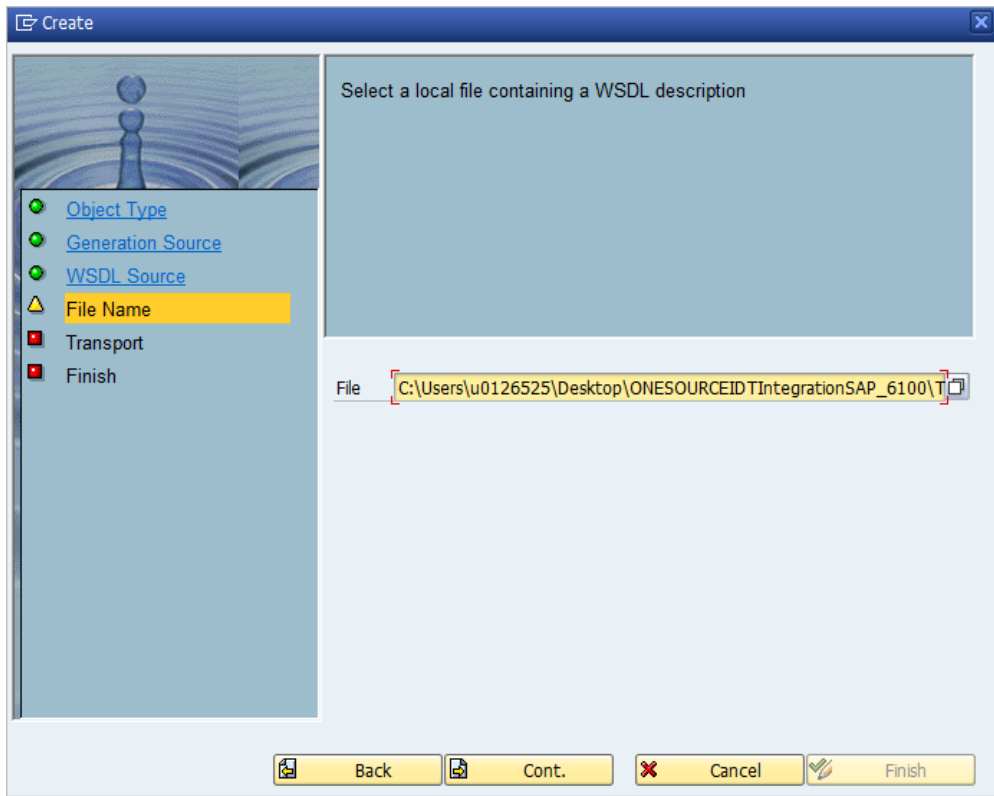 Create
Select a local file containing a WSDL description
Object Type
Generation Source
WSDL Source
File Name
Transport
Finish
File C:\Users\u0126525\Desktop\ONESOURCEIDTIntegrationSAP_6100\T
Back Cont. Cancel Finish